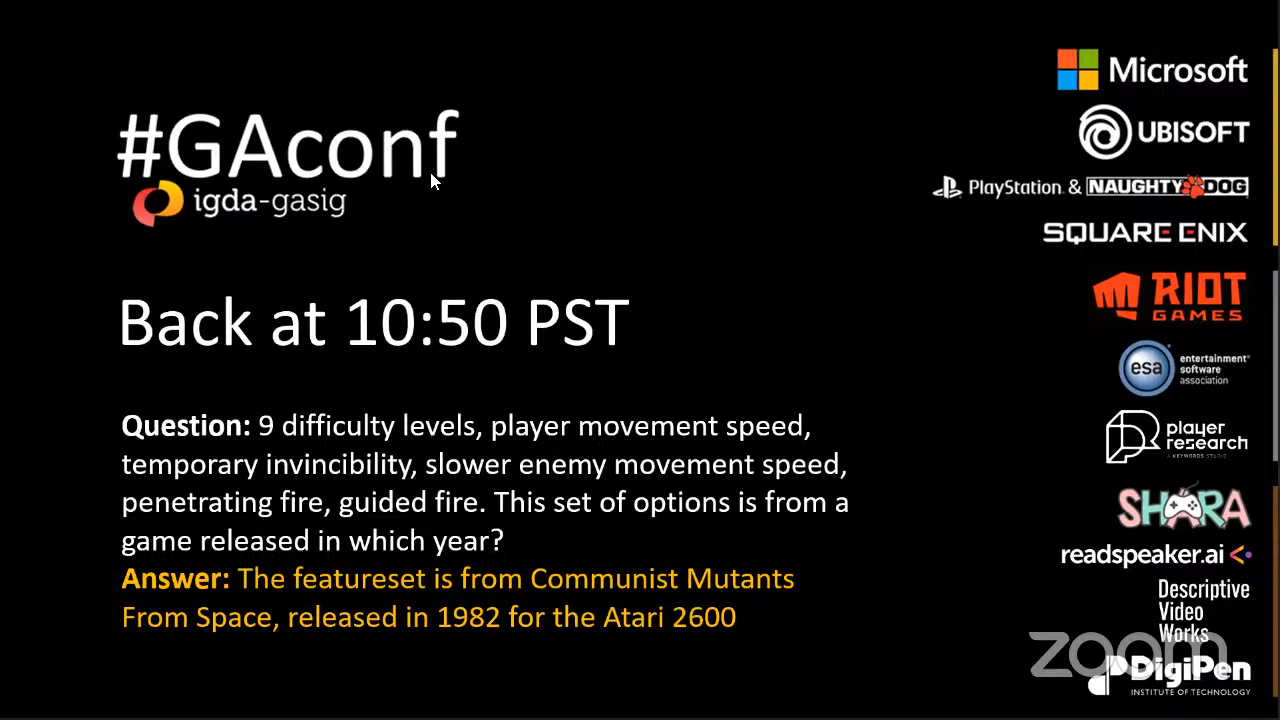 #GAconf
igda-gasig
Back at 10:50 PST
Question: 9 difficulty levels, player movement speed,
temporary invincibility, slower enemy movement speed,
penetrating fire, guided fire. This set of options is from a
game released in which year?
Answer: The featureset is from Communist Mutants
From Space, released in 1982 for the Atari 2600
Microsoft
UBISOFT
PlayStation & NAUGHTY DOG
SQUARE ENIX
RIOT
GAMES
esa entertainment
software
association
player
research
A KEYWORDS STUDIO
SHARA
readspeaker.ai
Descriptive
Video
Works
zoom
DigiPen
INSTITUTE OF TECHNOLOGY